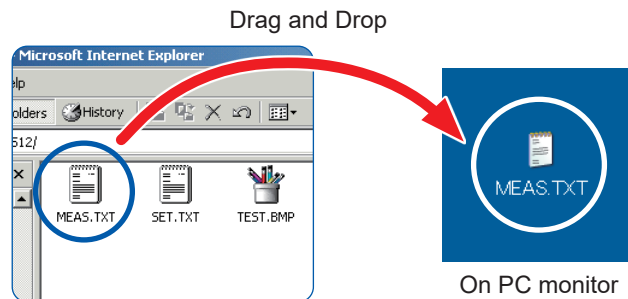 Drag and Drop
Microsoft Internet Explorer
elp
olders History
512/
MEAS.TXT SET.TXT TEST.BMP
MEAS.TXT
On PC monitor